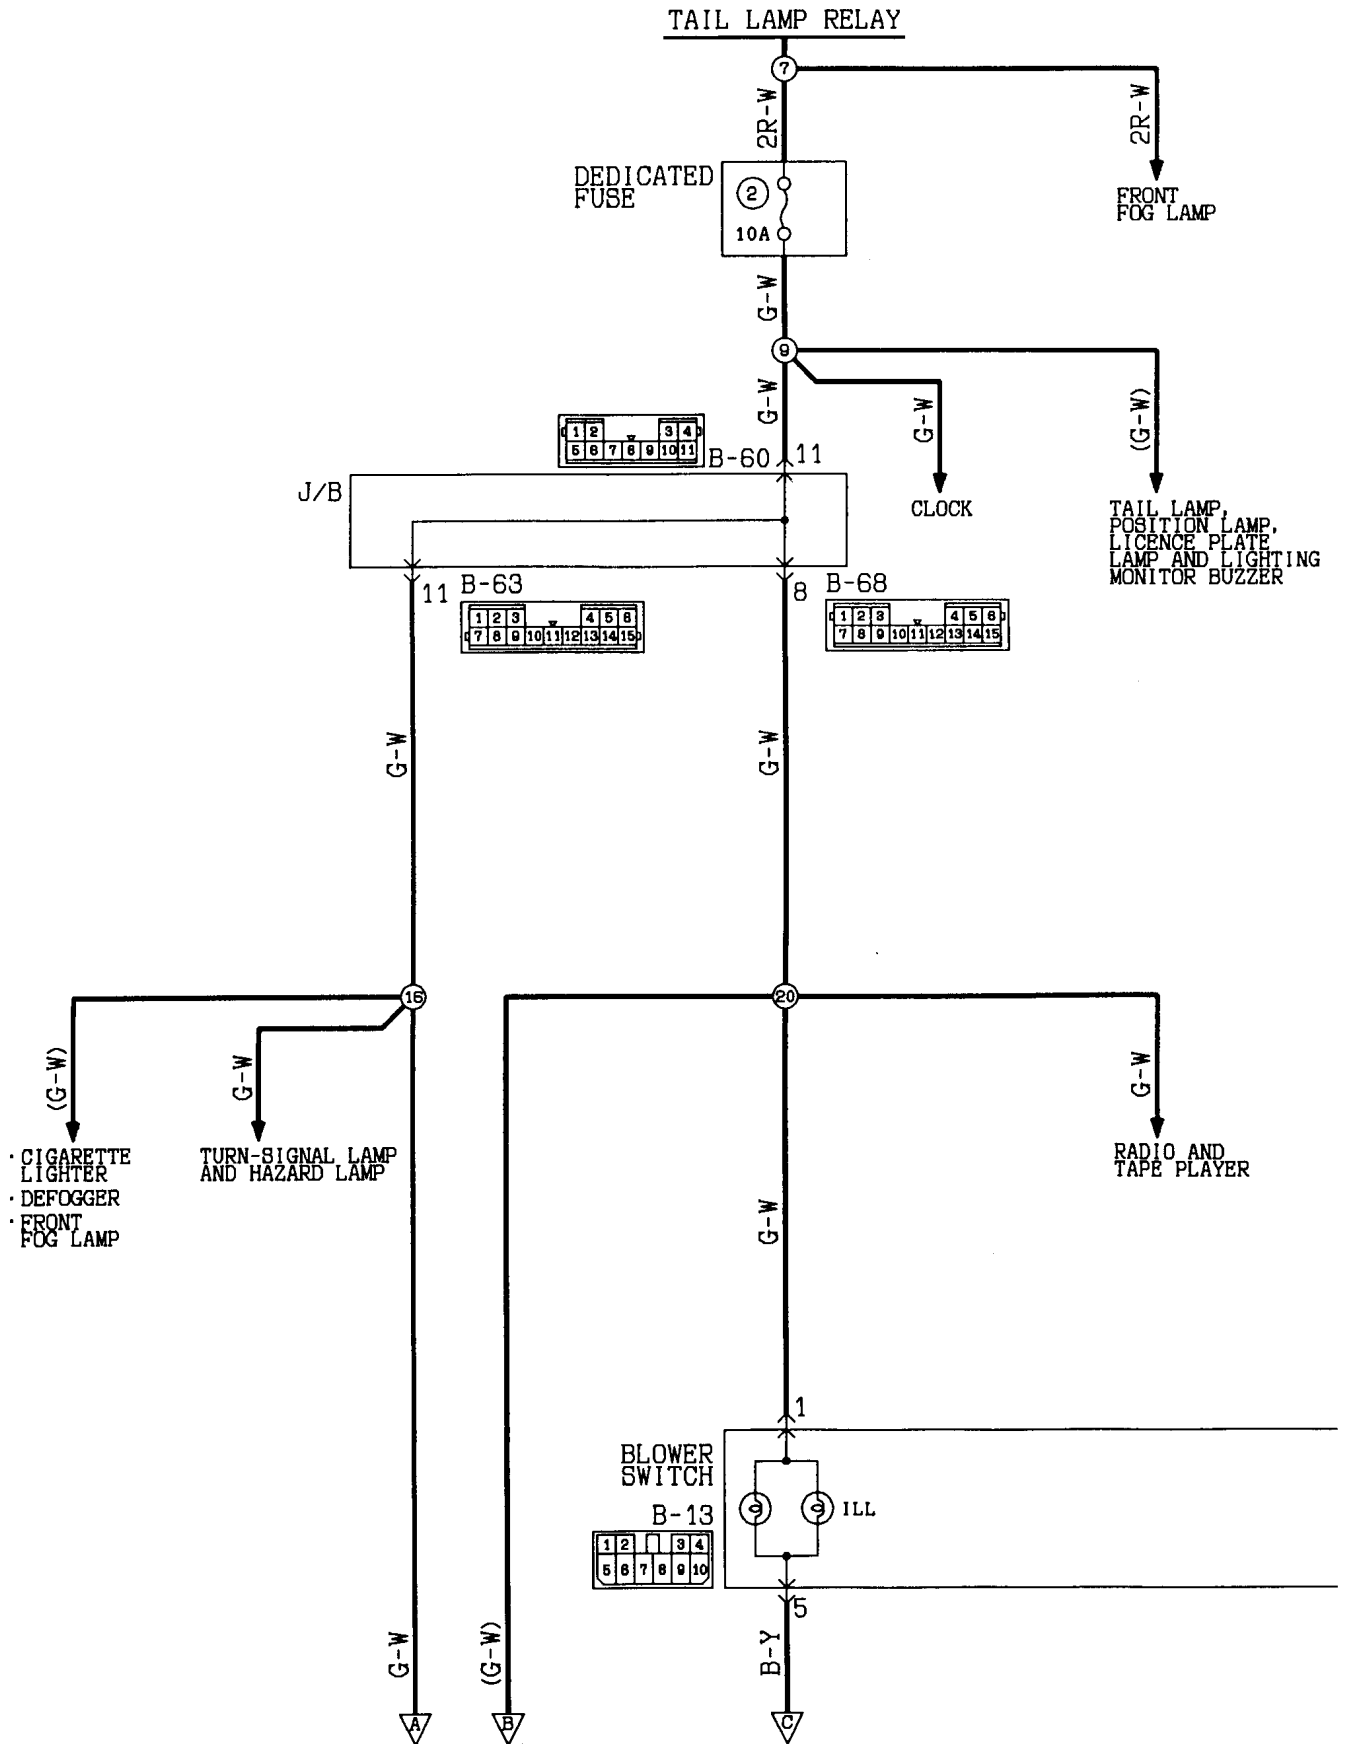 TAIL LAMP RELAY
7
2R-W
2R-W
DEDICATED
FUSE
2
10A
FRONT
FOG LAMP
G-W
9
G-W
G-W
(G-W)
1 2 3 4
5 6 7 8 9 10 11
B-60
11
J/B
CLOCK
TAIL LAMP,
POSITION LAMP,
LICENCE PLATE
LAMP AND LIGHTING
MONITOR BUZZER
11
B-63
8
B-68
1 2 3 4 5 6
7 8 9 10 11 12 13 14 15
1 2 3 4 5 6
7 8 9 10 11 12 13 14 15
G-W
G-W
16
20
(G-W)
G-W
G-W
· CIGARETTE
LIGHTER
· DEFOGGER
· FRONT
FOG LAMP
TURN-SIGNAL LAMP
AND HAZARD LAMP
RADIO AND
TAPE PLAYER
G-W
1
BLOWER
SWITCH
B-13
ILL
1 2 3 4
5 6 7 8 9 10
5
G-W
(G-W)
B-Y
A
B
C